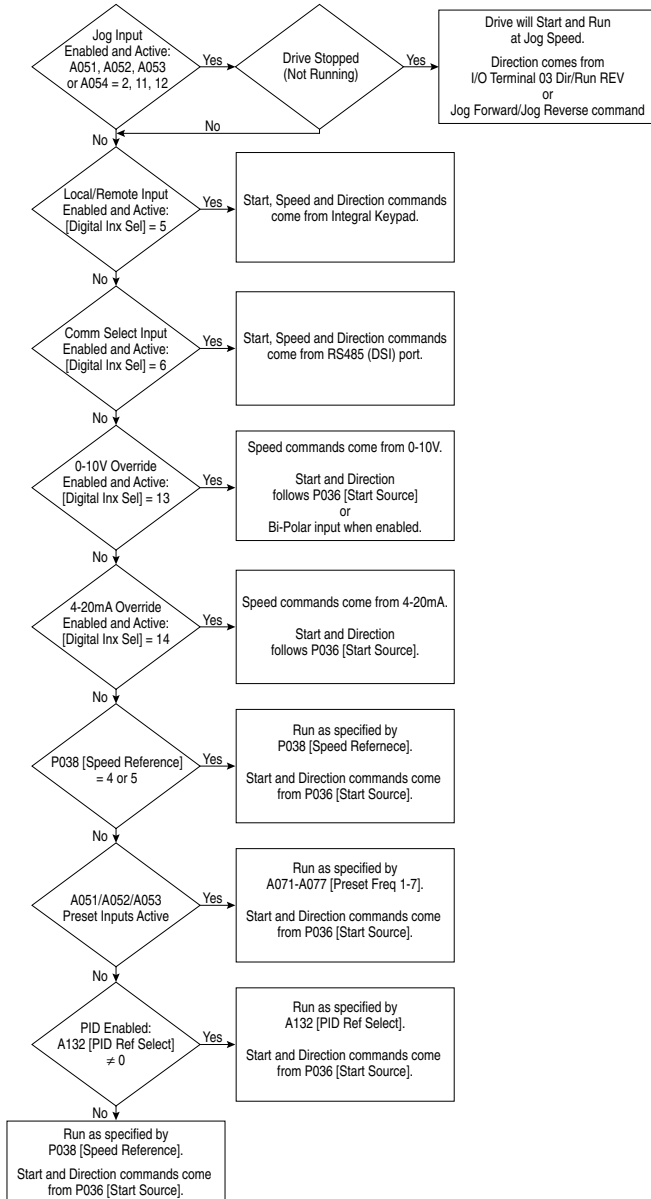 Jog Input
Enabled and Active:
A051, A052, A053
or A054 = 2, 11, 12
Yes
Drive Stopped
(Not Running)
Yes
Drive will Start and Run
at Jog Speed.
Direction comes from
I/O Terminal 03 Dir/Run REV
or
Jog Forward/Jog Reverse command
No
No
Local/Remote Input
Enabled and Active:
[Digital Inx Sel] = 5
Yes
Start, Speed and Direction commands
come from Integral Keypad.
No
Comm Select Input
Enabled and Active:
[Digital Inx Sel] = 6
Yes
Start, Speed and Direction commands
come from RS485 (DSI) port.
No
0-10V Override
Enabled and Active:
[Digital Inx Sel] = 13
Yes
Speed commands come from 0-10V.
Start and Direction
follows P036 [Start Source]
or
Bi-Polar input when enabled.
No
4-20mA Override
Enabled and Active:
[Digital Inx Sel] = 14
Yes
Speed commands come from 4-20mA.
Start and Direction
follows P036 [Start Source].
No
P038 [Speed Reference]
= 4 or 5
Yes
Run as specified by
P038 [Speed Refernece].
Start and Direction commands come
from P036 [Start Source].
No
A051/A052/A053
Preset Inputs Active
Yes
Run as specified by
A071-A077 [Preset Freq 1-7].
Start and Direction commands come
from P036 [Start Source].
No
PID Enabled:
A132 [PID Ref Select]
≠ 0
Yes
Run as specified by
A132 [PID Ref Select].
Start and Direction commands come
from P036 [Start Source].
No
Run as specified by
P038 [Speed Reference].
Start and Direction commands come
from P036 [Start Source].